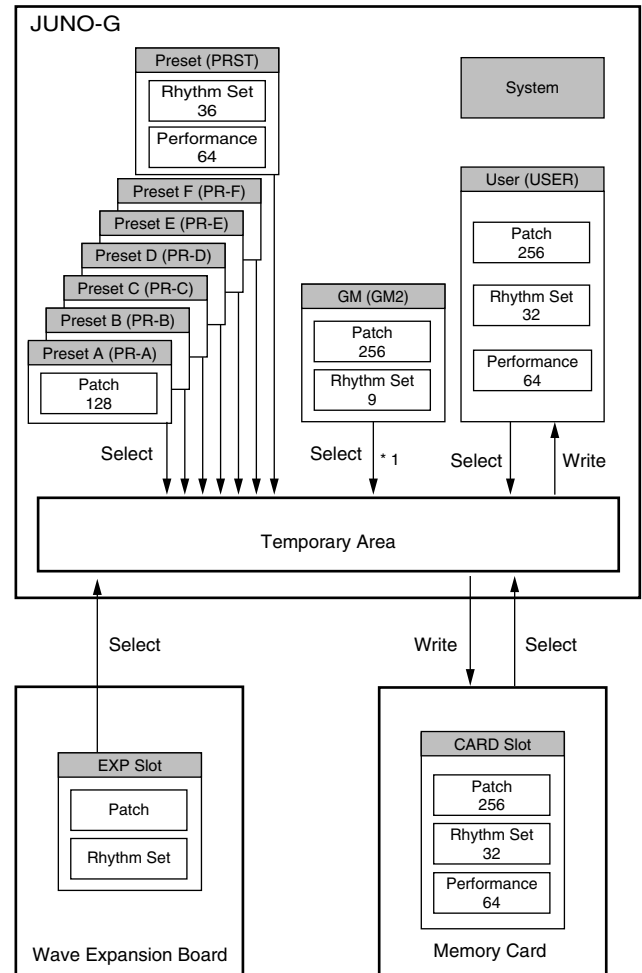 JUNO-G
Preset (PRST)
Rhythm Set
36
Performance
64
System
Preset F (PR-F)
Preset E (PR-E)
Preset D (PR-D)
Preset C (PR-C)
Preset B (PR-B)
Preset A (PR-A)
Patch
128
GM (GM2)
Patch
256
Rhythm Set
9
User (USER)
Patch
256
Rhythm Set
32
Performance
64
Select
Select * 1
Select
Write
Temporary Area
Select
Write
Select
EXP Slot
Patch
Rhythm Set
Wave Expansion Board
CARD Slot
Patch
256
Rhythm Set
32
Performance
64
Memory Card